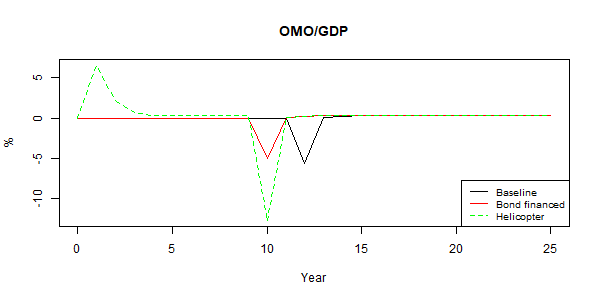 OMO/GDP
%
5
0
-5
-10
0 5 10 15 20 25
Year
Baseline
Bond financed
Helicopter